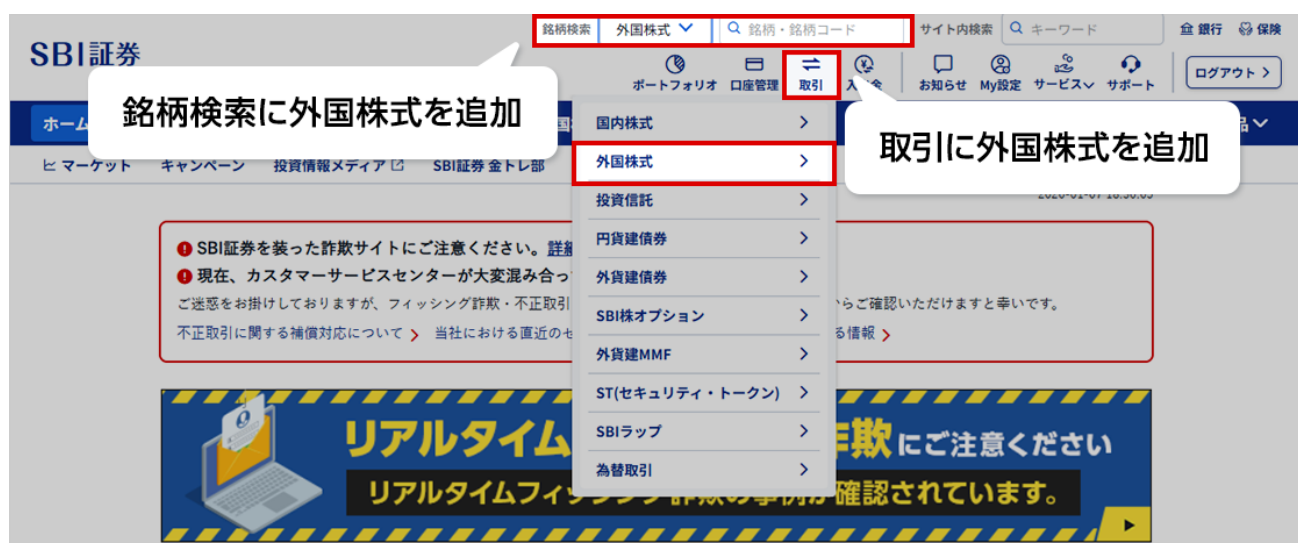 銘柄検索 外国株式 銘柄・銘柄コード サイト内検索 キーワード 銀行 保険
SBI証券
ポートフォリオ 口座管理 取引 入 金 お知らせ My設定 サービス サポート ログアウト
銘柄検索に外国株式を追加
取引に外国株式を追加
ホーム
マーケット キャンペーン 投資情報メディア SBI証券 金トレ部
国内株式
外国株式
投資信託
円貨建債券
外貨建債券
SBI株オプション
外貨建MMF
ST(セキュリティ・トークン)
SBIラップ
為替取引
SBI証券を装った詐欺サイトにご注意ください。詳細
現在、カスタマーサービスセンターが大変混み合っ
ご迷惑をお掛けしておりますが、フィッシング詐欺・不正取引 からご確認いただけますと幸いです。
不正取引に関する補償対応について 当社における直近のセ る情報
リアルタイム 詐欺にご注意ください
リアルタイムフィッシング詐欺の事例が確認されています。